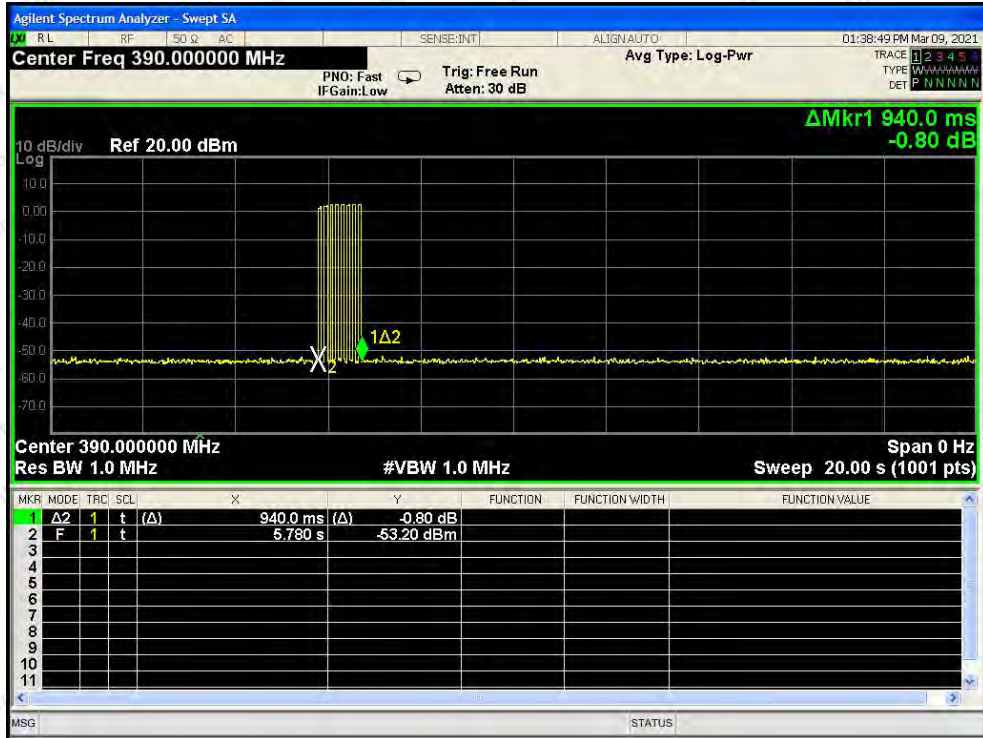 Agilent Spectrum Analyzer - Swept SA
LXI RL RF 50 Ω AC SENSE:INT ALIGN AUTO 01:38:49 PM Mar 09, 2021
Center Freq 390.000000 MHz Avg Type: Log-Pwr TRACE 1 2 3 4 5 6
PNO: Fast Trig: Free Run TYPE WWWWWW
IFGain:Low Atten: 30 dB DET P N N N N N
ΔMkr1 940.0 ms
10 dB/div Ref 20.00 dBm -0.80 dB
Log
10.0
0.00
-10.0
-20.0
-30.0
-40.0
1Δ2
-50.0
X2
-60.0
-70.0
Center 390.000000 MHz Span 0 Hz
Res BW 1.0 MHz #VBW 1.0 MHz Sweep 20.00 s (1001 pts)
MKR MODE TRC SCL X Y FUNCTION FUNCTION WIDTH FUNCTION VALUE
1 Δ2 1 t (Δ) 940.0 ms (Δ) -0.80 dB
2 F 1 t 5.780 s -53.20 dBm
3
4
5
6
7
8
9
10
11
MSG STATUS